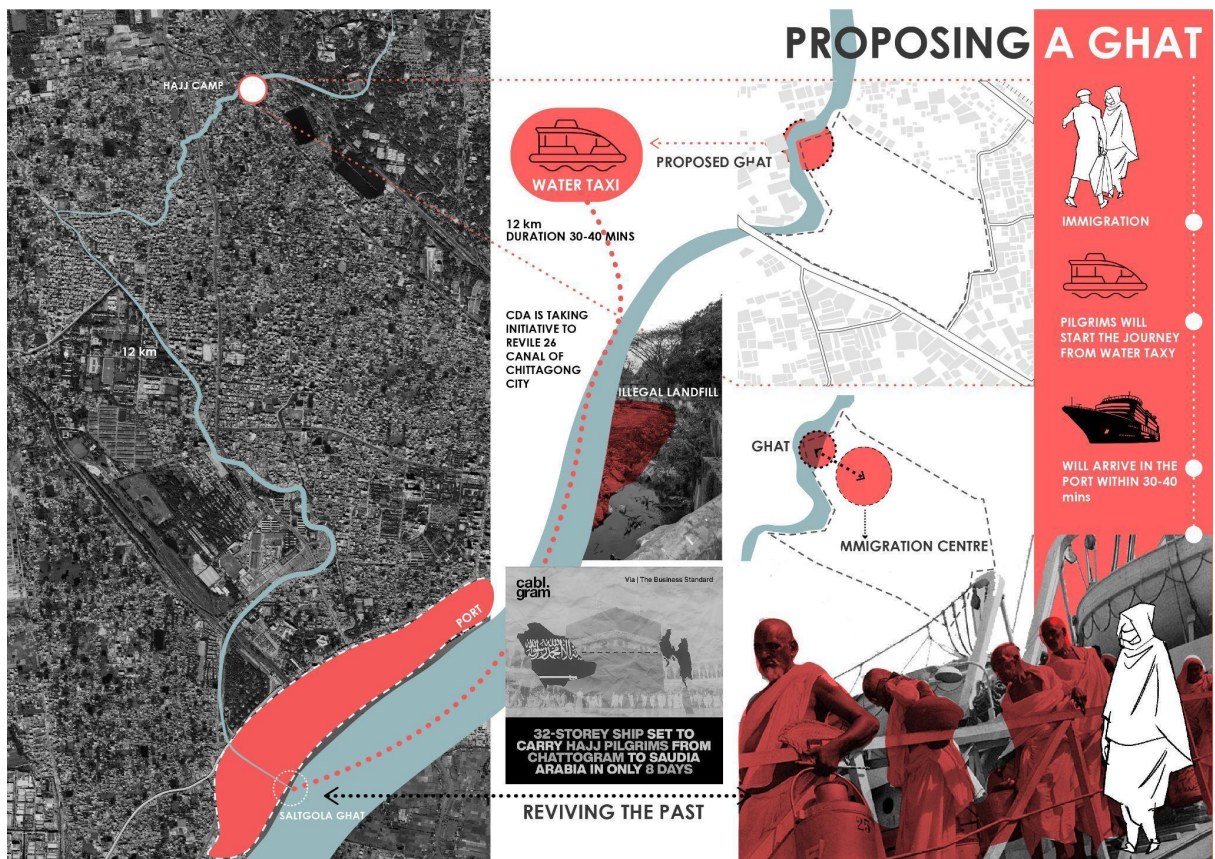 PROPOSING A GHAT
HAJJ CAMP
12 km
PORT
SALTGOLA GHAT
WATER TAXI
PROPOSED GHAT
12 km
DURATION 30-40 MINS
CDA IS TAKING
INITIATIVE TO
REVILE 26
CANAL OF
CHITTAGONG
CITY
ILLEGAL LANDFILL
cabl.
gram
Via | The Business Standard
32-STOREY SHIP SET TO
CARRY HAJJ PILGRIMS FROM
CHATTOGRAM TO SAUDIA
ARABIA IN ONLY 8 DAYS
REVIVING THE PAST
GHAT
MMIGRATION CENTRE
IMMIGRATION
PILGRIMS WILL
START THE JOURNEY
FROM WATER TAXY
WILL ARRIVE IN THE
PORT WITHIN 30-40
mins
25